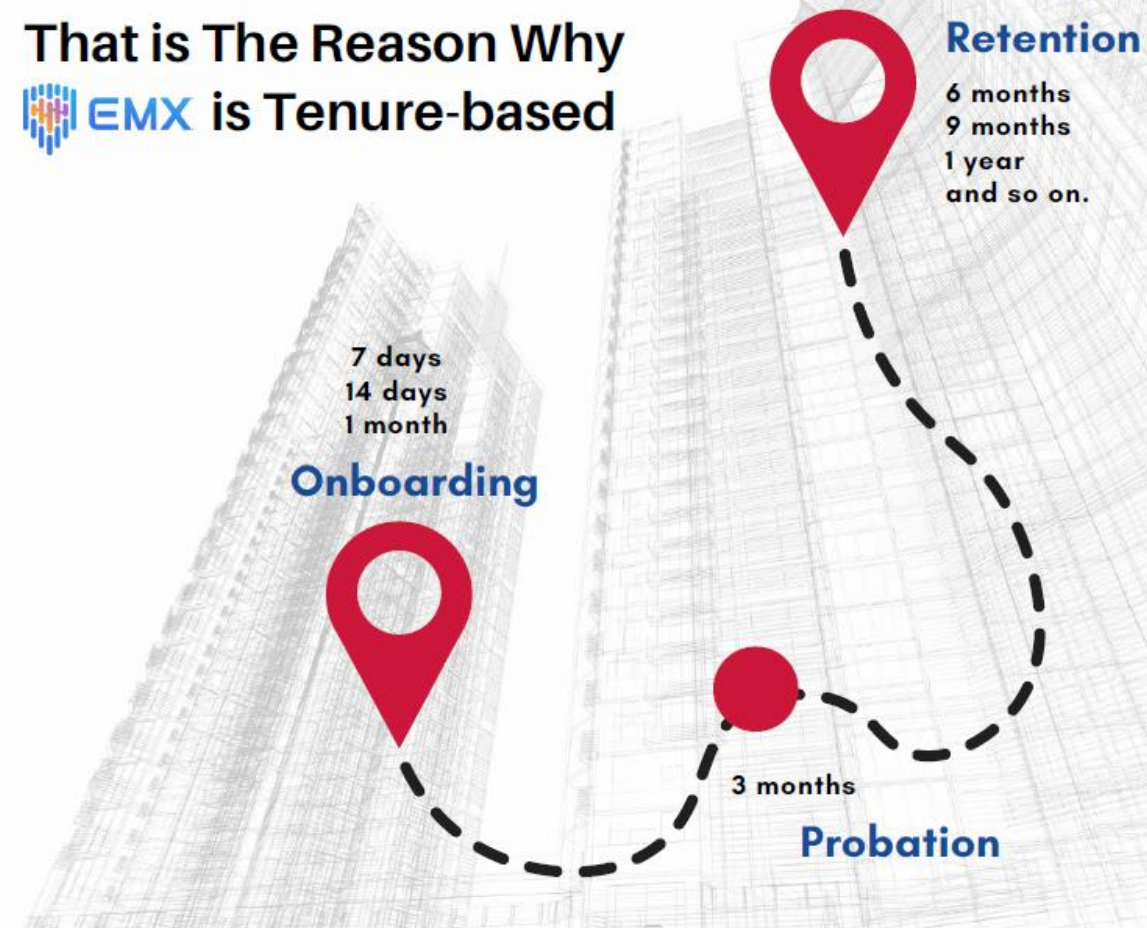 That is The Reason Why
EMX is Tenure-based
Retention
6 months
9 months
1 year
and so on.
7 days
14 days
1 month
Onboarding
3 months
Probation